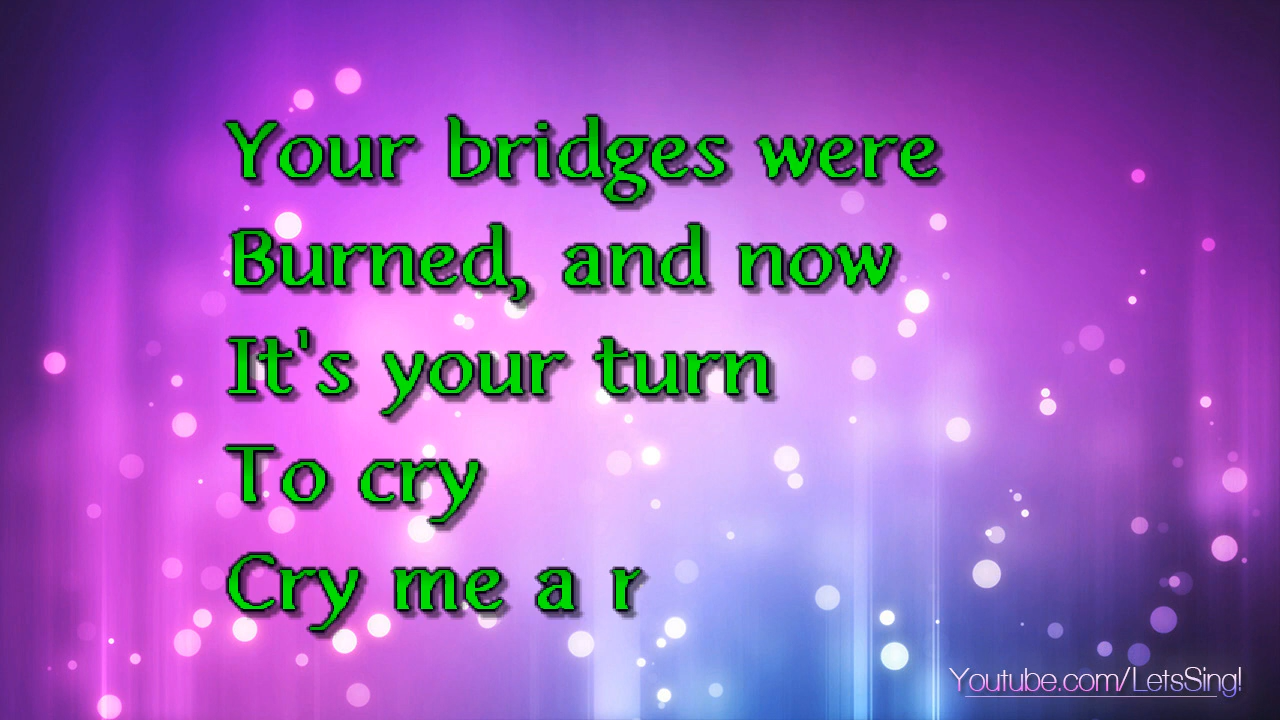 Your bridges were
Burned, and now
It's your turn
To cry
Cry me a r
Youtube.com/LetsSing!